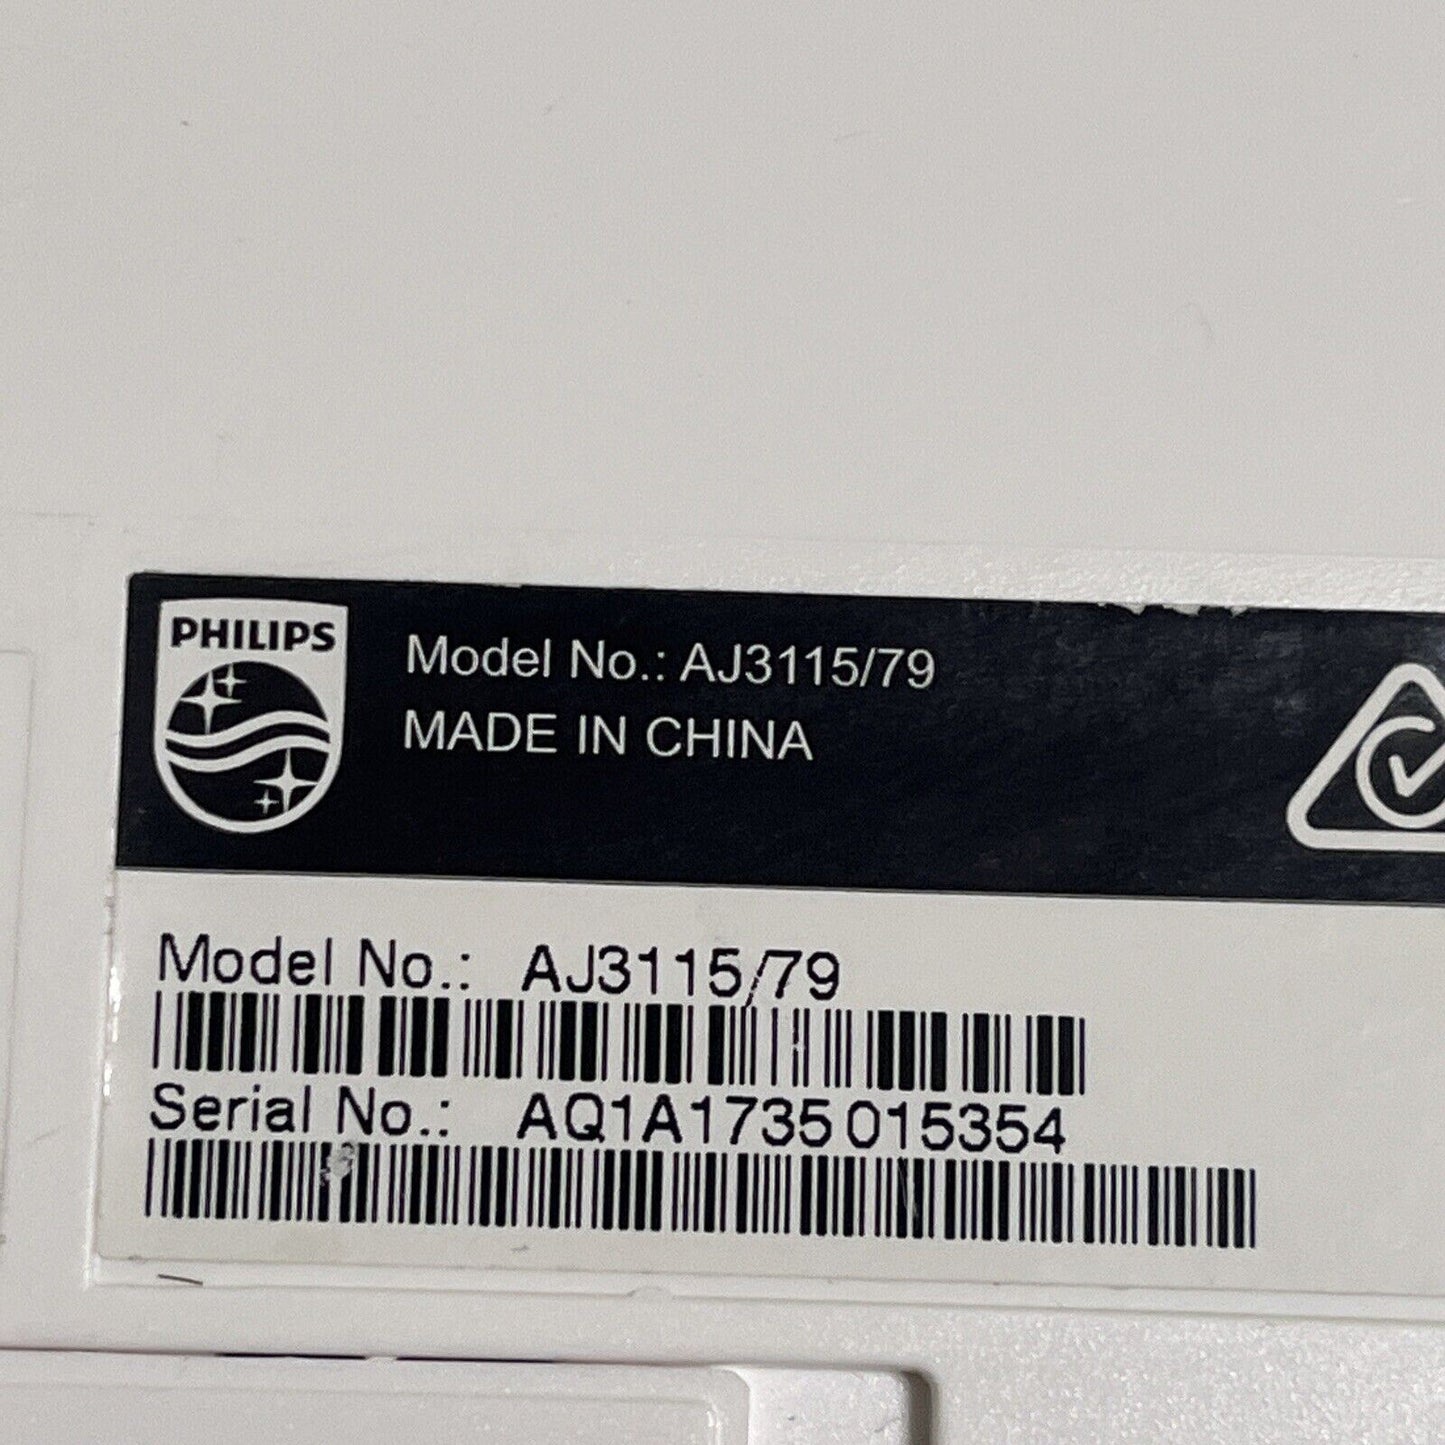 PHILIPS
Model No.: AJ3115/79
MADE IN CHINA
Model No.: AJ3115/79
Serial No.: AQ1A1735 015354